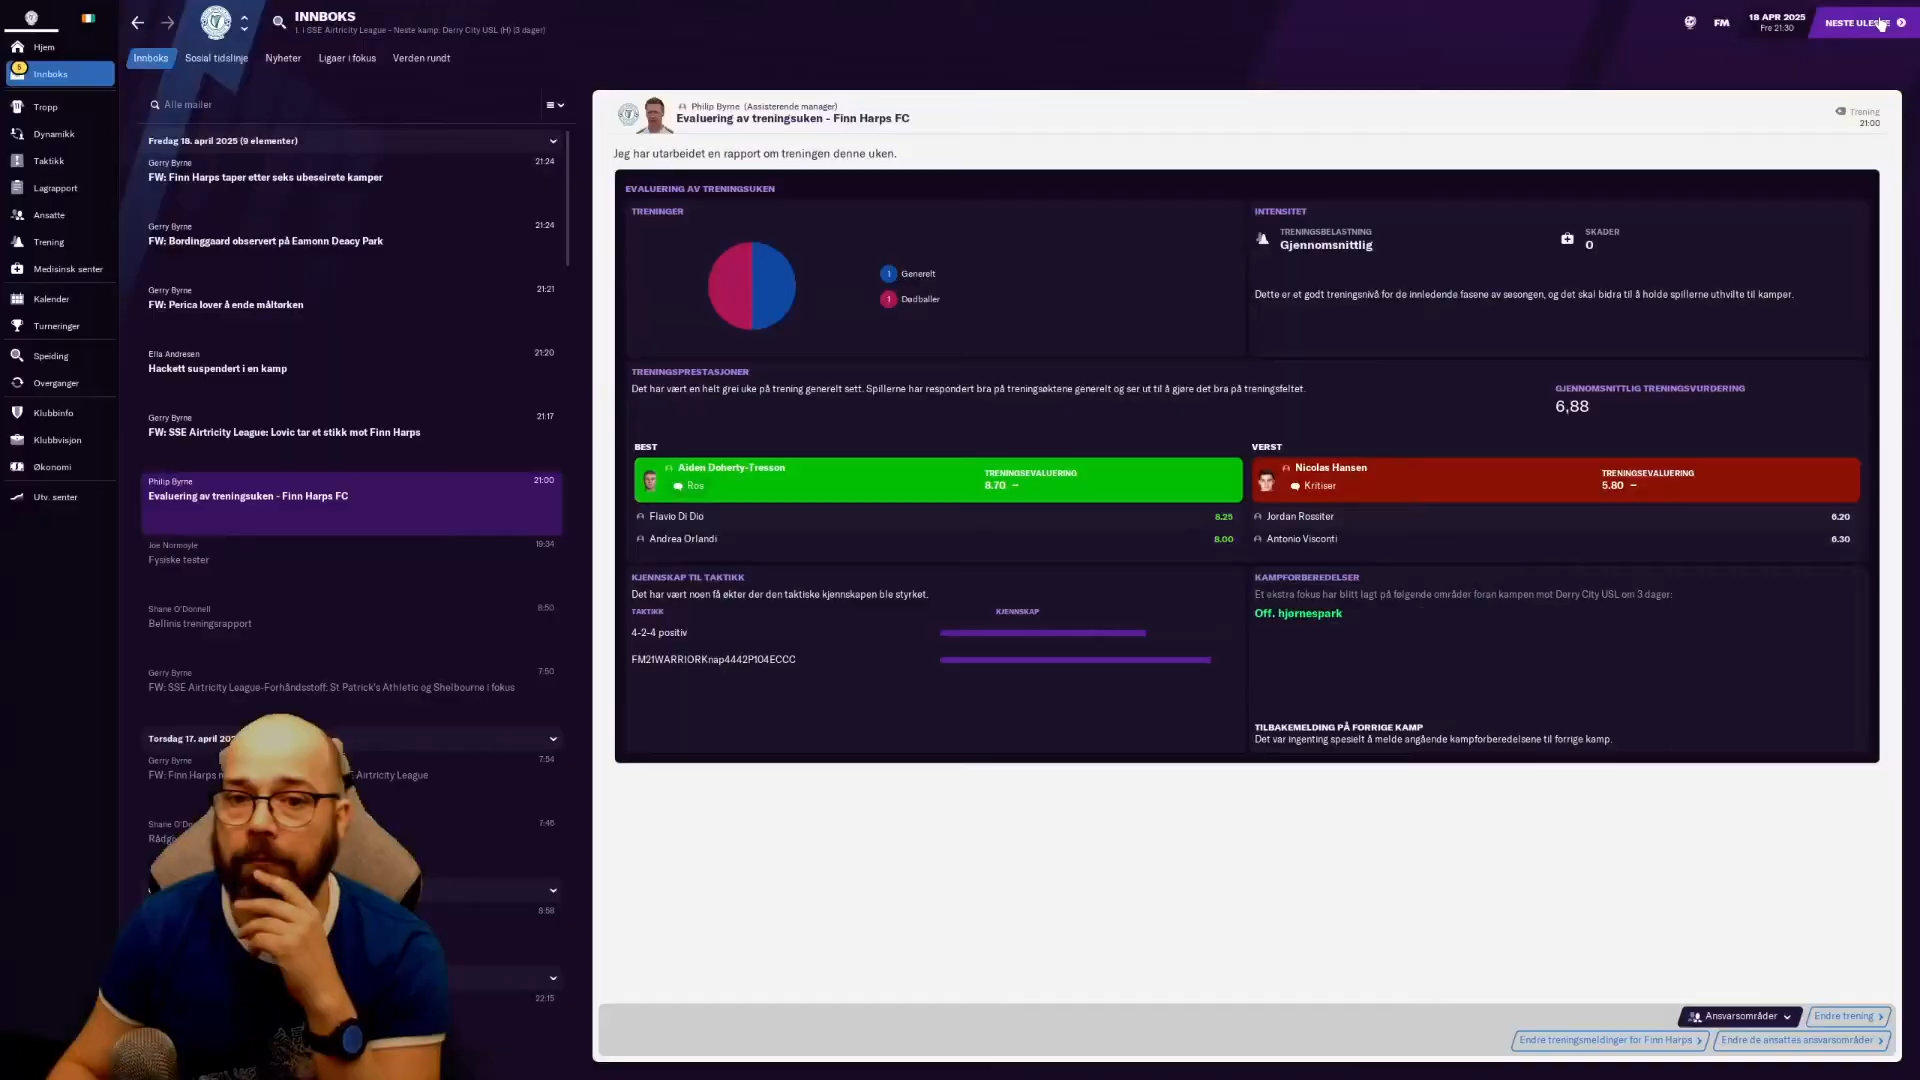 INNBOKS
1. i SSE Airtricity League - Neste kamp: Derry City USL (H) (3 dager)
FM
18 APR 2025
Fre 21:30
Innboks
Sosial tidslinje
Nyheter
Ligaer i fokus
Verden rundt
Hjem
5
Innboks
Tropp
Dynamikk
Taktikk
Lagrapport
Ansatte
Trening
Medisinsk senter
Kalender
Turneringer
Speiding
Overganger
Klubbinfo
Klubbvisjon
Økonomi
Utv. senter
Alle mailer
Fredag 18. april 2025 (9 elementer)
Gerry Byrne
21:24
FW: Finn Harps taper etter seks ubeseirete kamper
Gerry Byrne
21:24
FW: Bordinggaard observert på Eamonn Deacy Park
Gerry Byrne
21:21
FW: Perica lover å ende måltørken
Ella Andresen
21:20
Hackett suspendert i en kamp
Gerry Byrne
21:17
FW: SSE Airtricity League: Lovic tar et stikk mot Finn Harps
Philip Byrne
21:00
Evaluering av treningsuken - Finn Harps FC
Joe Normoyle
19:34
Fysiske tester
Shane O'Donnell
8:50
Bellinis treningsrapport
Gerry Byrne
7:50
FW: SSE Airtricity League-Forhåndsstoff: St Patrick's Athletic og Shelbourne i fokus
Torsdag 17. april
Gerry Byrne
7:54
FW: Finn Harps
Airtricity League
Shane
7:46
8:58
22:15
Philip Byrne (Assisterende manager)
Evaluering av treningsuken - Finn Harps FC
Trening
21:00
Jeg har utarbeidet en rapport om treningen denne uken.
EVALUERING AV TRENINGSUKEN
TRENINGER
1 Generelt
1 Dødballer
INTENSITET
TRENINGSBELASTNING
Gjennomsnittlig
SKADER
0
Dette er et godt treningsnivå for de innledende fasene av sesongen, og det skal bidra til å holde spillerne uthvilte til kamper.
TRENINGSPRESTASJONER
Det har vært en helt grei uke på trening generelt sett. Spillerne har respondert bra på treningsøktene generelt og ser ut til å gjøre det bra på treningsfeltet.
GJENNOMSNITTLIG TRENINGSVURDERING
6,88
BEST
Aiden Doherty-Tresson
Ros
TRENINGSEVALUERING
8.70 –
Flavio Di Dio
8.25
Andrea Orlandi
8.00
VERST
Nicolas Hansen
Kritiser
TRENINGSEVALUERING
5.80 –
Jordan Rossiter
6.20
Antonio Visconti
6.30
KJENNSKAP TIL TAKTIKK
Det har vært noen få økter der den taktiske kjennskapen ble styrket.
TAKTIKK
KJENNSKAP
4-2-4 positiv
FM21WARRIORKnap4442P104ECCC
KAMPFORBEREDELSER
Et ekstra fokus har blitt lagt på følgende områder foran kampen mot Derry City USL om 3 dager:
Off. hjørnespark
TILBAKEMELDING PÅ FORRIGE KAMP
Det var ingenting spesielt å melde angående kampforberedelsene til forrige kamp.
Ansvarsområder
Endre trening
Endre treningsmeldinger for Finn Harps
Endre de ansattes ansvarsområder